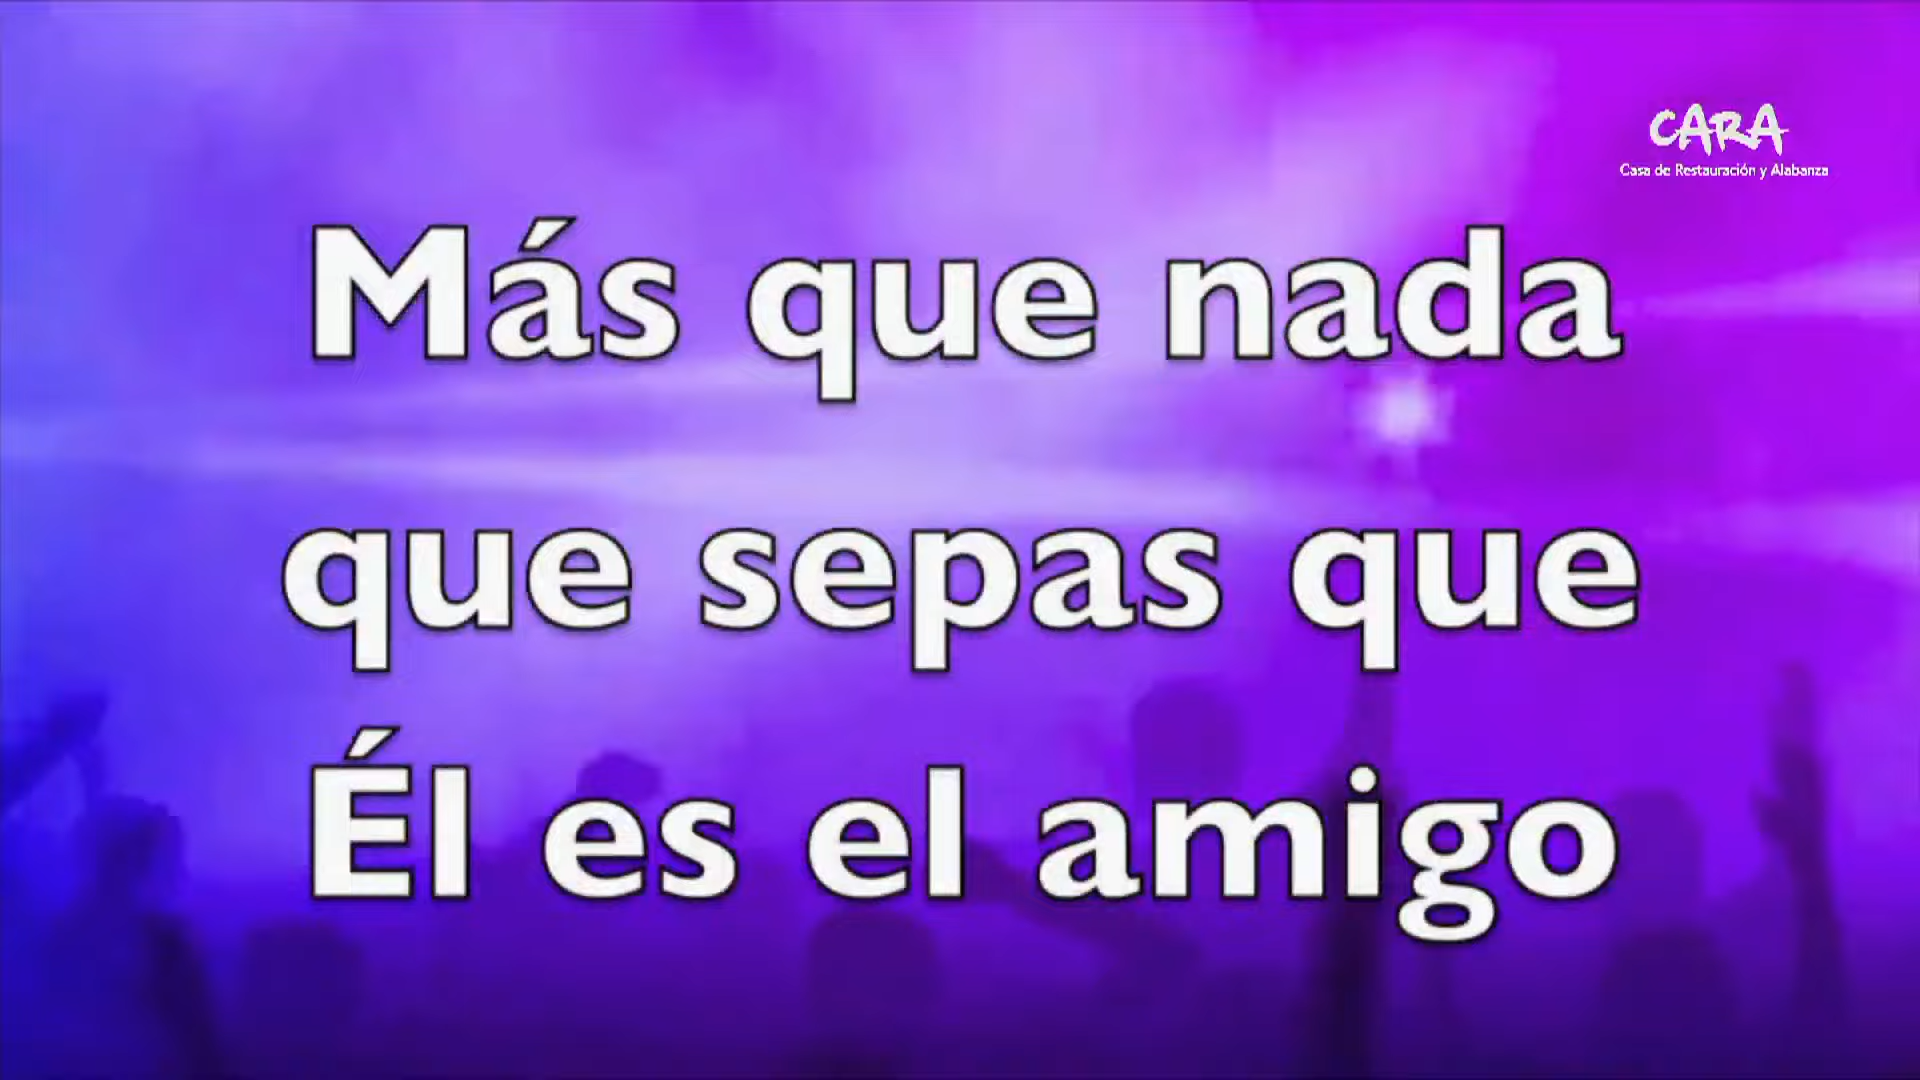 CARA
Casa de Restauración y Alabanza
Más que nada
que sepas que
Él es el amigo